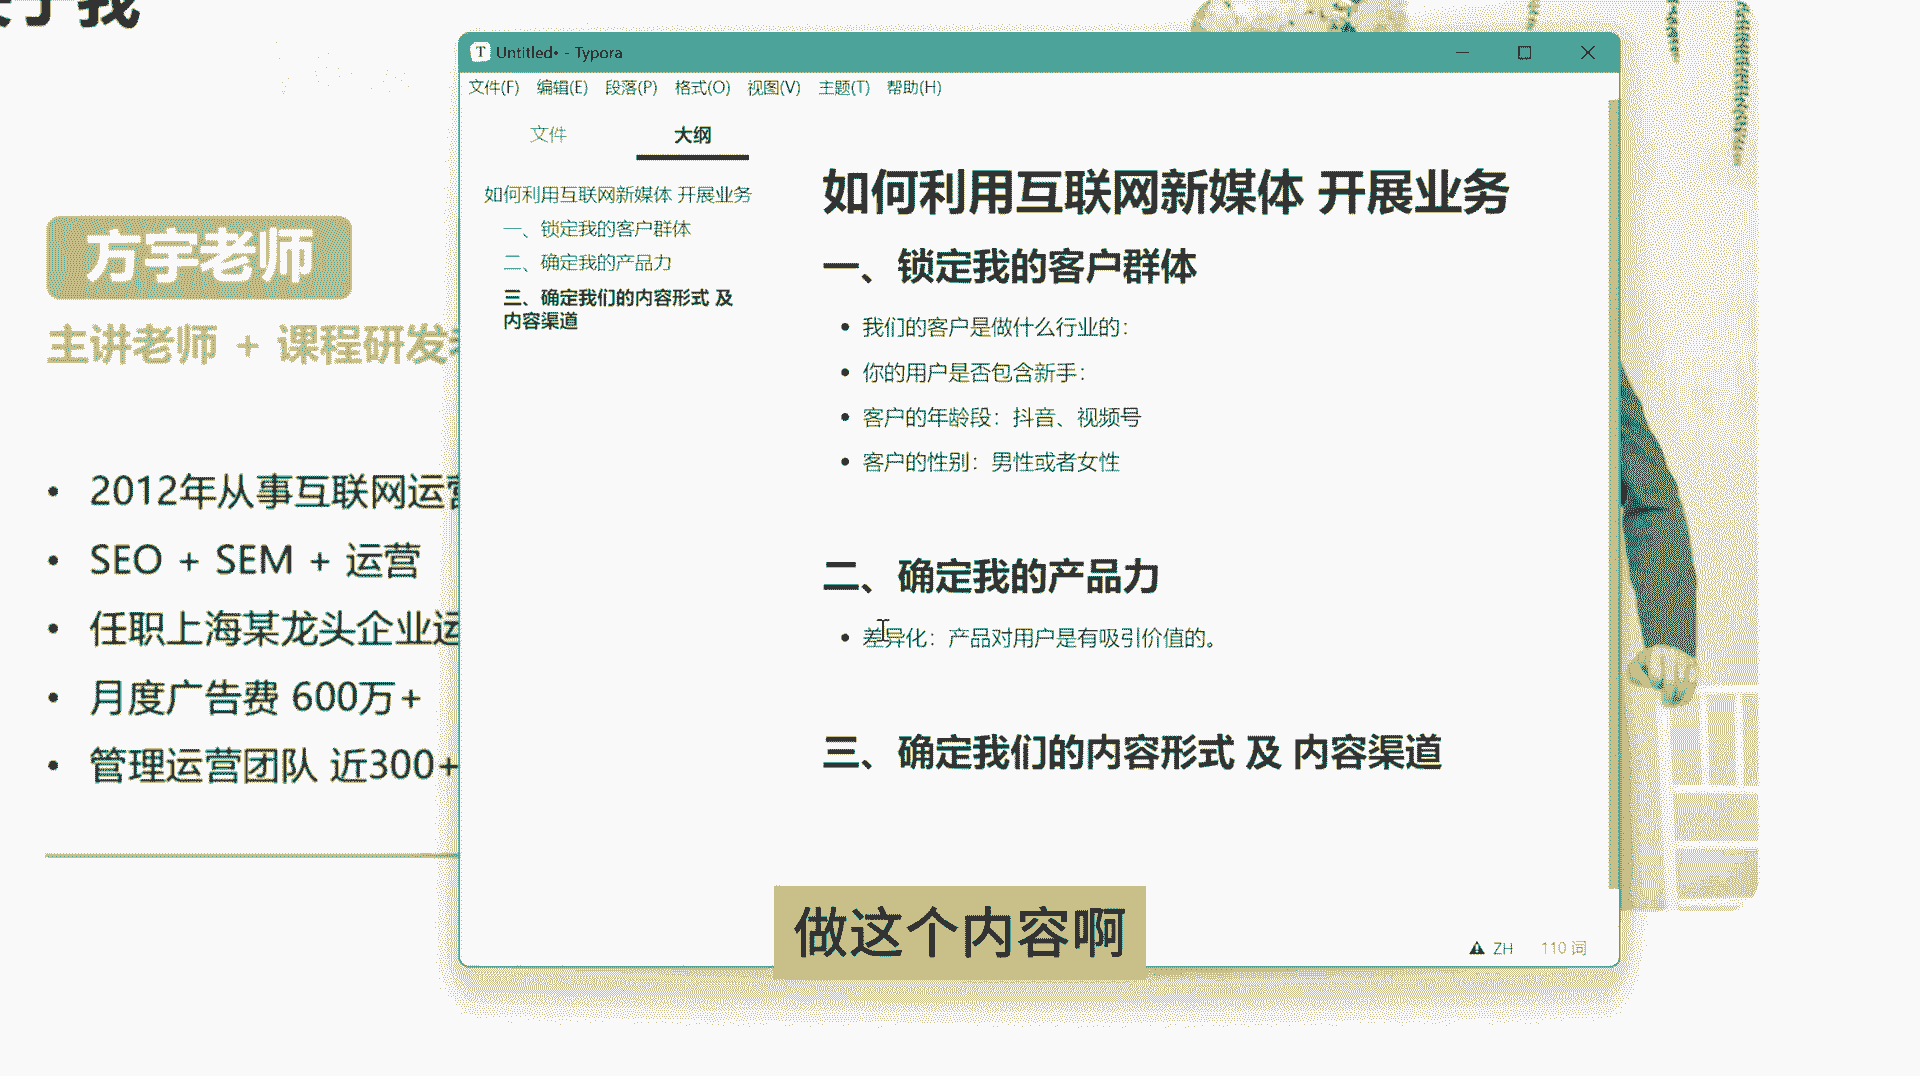 于我
方宇老师
主讲老师 + 课程研发
2012年从事互联网运营
SEO + SEM + 运营
任职上海某龙头企业运
月度广告费 600万+
管理运营团队 近300+
Untitled• - Typora
文件(F) 编辑(E) 段落(P) 格式(O) 视图(V) 主题(T) 帮助(H)
文件 大纲
如何利用互联网新媒体 开展业务
一、锁定我的客户群体
二、确定我的产品力
三、确定我们的内容形式 及
内容渠道
如何利用互联网新媒体 开展业务
一、锁定我的客户群体
我们的客户是做什么行业的：
你的用户是否包含新手：
客户的年龄段：抖音、视频号
客户的性别：男性或者女性
二、确定我的产品力
差异化：产品对用户是有吸引价值的。
三、确定我们的内容形式 及 内容渠道
做这个内容啊
ZH 110 词